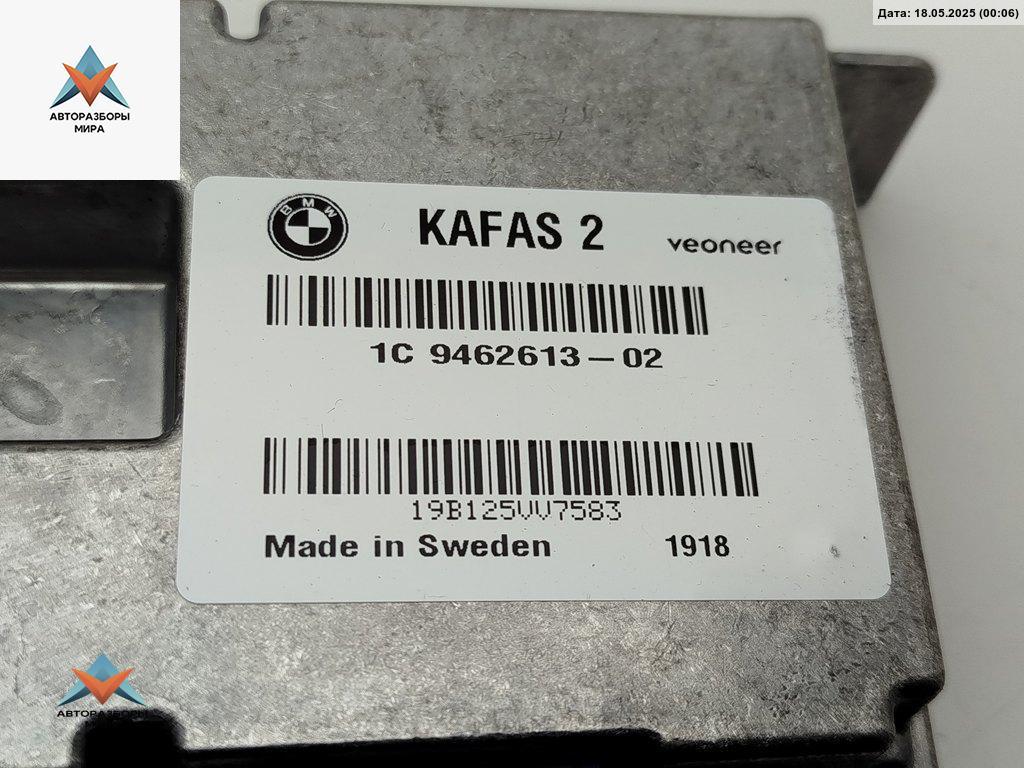 Дата: 18.05.2025 (00:06)
АВТОРАЗБОРЫ
МИРА
BMW
KAFAS 2
veoneer
1C 9462613-02
19B125VV7583
Made in Sweden 1918
АВТОРАЗБОРЫ